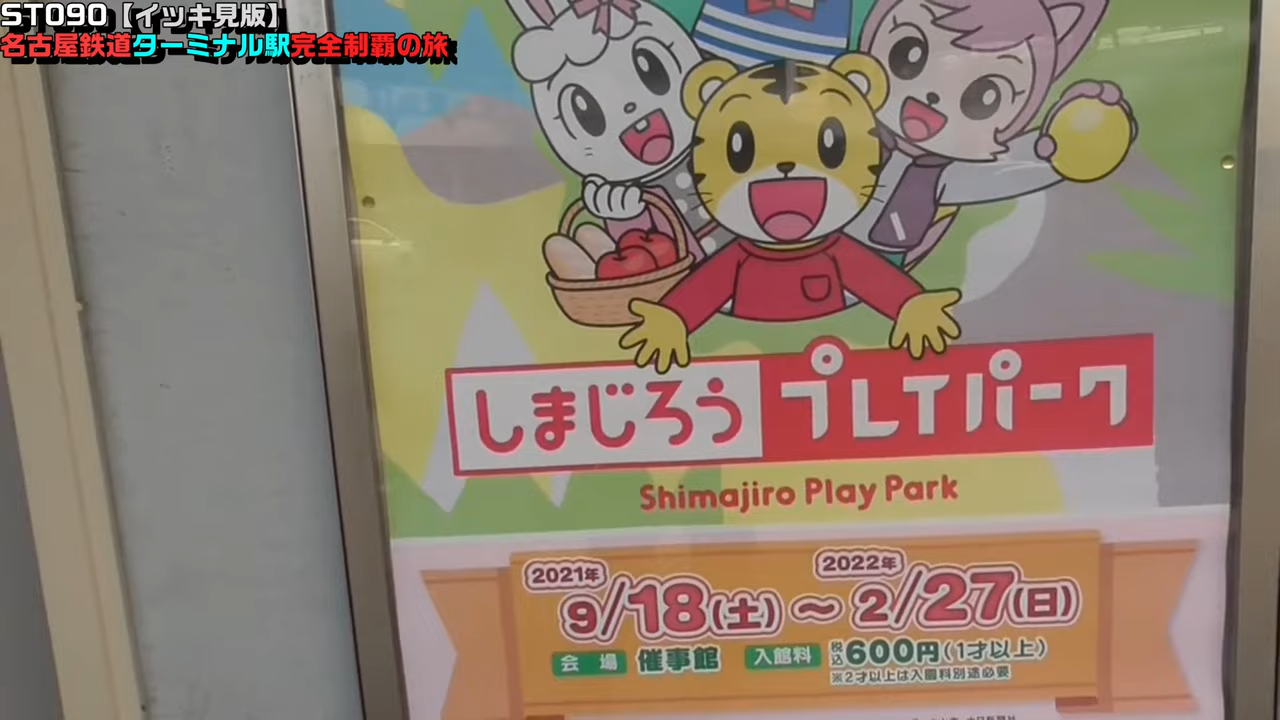 ST090【イッキ見版】
名古屋鉄道ターミナル駅完全制覇の旅
しまじろう プレイパーク
Shimajiro Play Park
2021年 9/18(土) ~ 2022年 2/27(日)
会場 催事館 入館料 税込600円(1才以上)
※2才以上は入園料別途必要